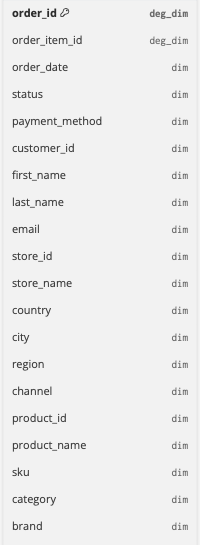 order_id deg_dim
order_item_id deg_dim
order_date dim
status dim
payment_method dim
customer_id dim
first_name dim
last_name dim
email dim
store_id dim
store_name dim
country dim
city dim
region dim
channel dim
product_id dim
product_name dim
sku dim
category dim
brand dim